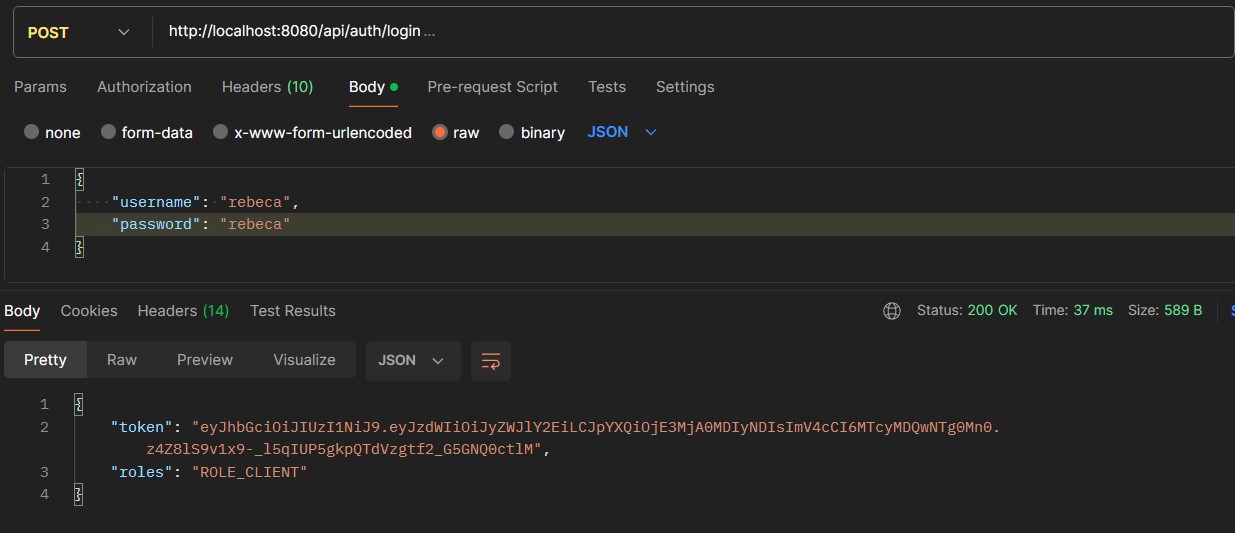 POST http://localhost:8080/api/auth/login ...
Params Authorization Headers (10) Body Pre-request Script Tests Settings
none form-data x-www-form-urlencoded raw binary JSON
1 {
2 "username": "rebeca",
3 "password": "rebeca"
4 }
Body Cookies Headers (14) Test Results Status: 200 OK Time: 37 ms Size: 589 B
Pretty Raw Preview Visualize JSON
1 {
2 "token": "eyJhbGciOiJIUzI1NiJ9.eyJzdWIiOiJyZWJlY2EiLCJpYXQiOjE3MjA0MDIyNDIsImV4cCI6MTcyMDQwNTg0Mn0.
z4Z8lS9v1x9-_l5qIUP5gkpQTdVzgtf2_G5GNQ0ctlM",
3 "roles": "ROLE_CLIENT"
4 }